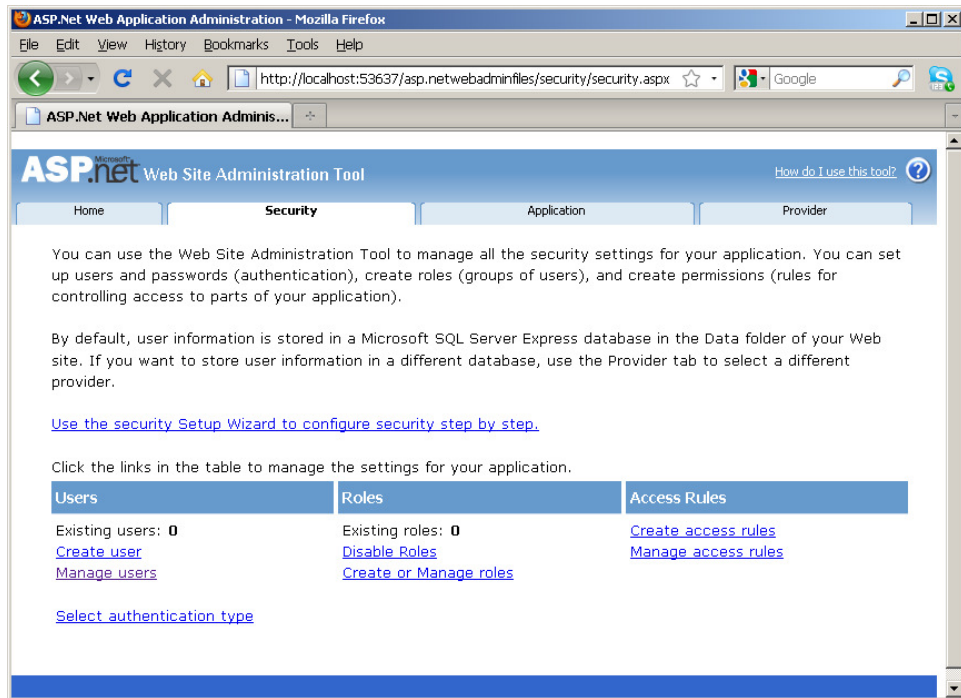 ASP.Net Web Application Administration - Mozilla Firefox
File Edit View History Bookmarks Tools Help
http://localhost:53637/asp.netwebadminfiles/security/security.aspx Google
ASP.Net Web Application Adminis...
Microsoft
ASP.net Web Site Administration Tool How do I use this tool? ?
Home Security Application Provider
You can use the Web Site Administration Tool to manage all the security settings for your application. You can set
up users and passwords (authentication), create roles (groups of users), and create permissions (rules for
controlling access to parts of your application).
By default, user information is stored in a Microsoft SQL Server Express database in the Data folder of your Web
site. If you want to store user information in a different database, use the Provider tab to select a different
provider.
Use the security Setup Wizard to configure security step by step.
Click the links in the table to manage the settings for your application.
Users Roles Access Rules
Existing users: 0 Existing roles: 0 Create access rules
Create user Disable Roles Manage access rules
Manage users Create or Manage roles
Select authentication type